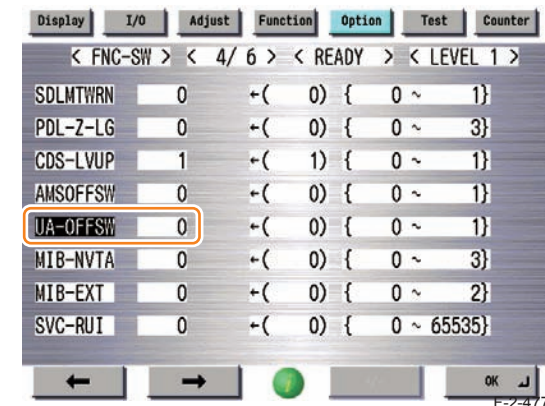 Display I/O Adjust Function Option Test Counter
< FNC-SW > < 4/ 6 > < READY > < LEVEL 1 >
SDLMTWRN 0 ←( 0) { 0 ~ 1}
PDL-Z-LG 0 ←( 0) { 0 ~ 3}
CDS-LVUP 1 ←( 1) { 0 ~ 1}
AMSOFFSW 0 ←( 0) { 0 ~ 1}
UA-OFFSW 0 ←( 0) { 0 ~ 1}
MIB-NVTA 0 ←( 0) { 0 ~ 3}
MIB-EXT 0 ←( 0) { 0 ~ 2}
SVC-RUI 0 ←( 0) { 0 ~ 65535}
← → i OK ┘
F-2-477